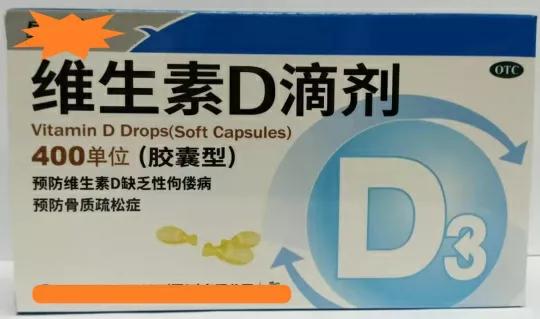 OTC
维生素D滴剂
Vitamin D Drops(Soft Capsules)
400单位(胶囊型)
预防维生素D缺乏性佝偻病
预防骨质疏松症
D3